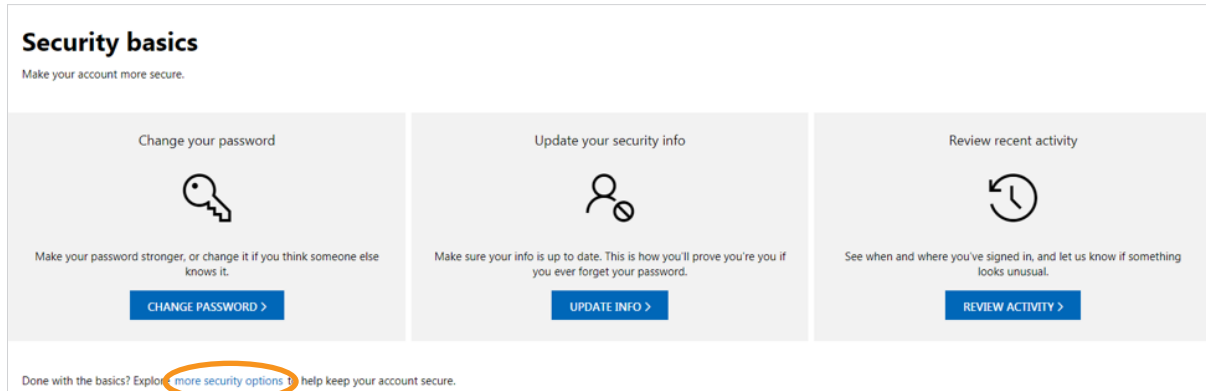 Security basics
Make your account more secure.
Change your password
Make your password stronger, or change it if you think someone else
knows it.
CHANGE PASSWORD >
Update your security info
Make sure your info is up to date. This is how you'll prove you're you if
you ever forget your password.
UPDATE INFO >
Review recent activity
See when and where you've signed in, and let us know if something
looks unusual.
REVIEW ACTIVITY >
Done with the basics? Explore more security options to help keep your account secure.